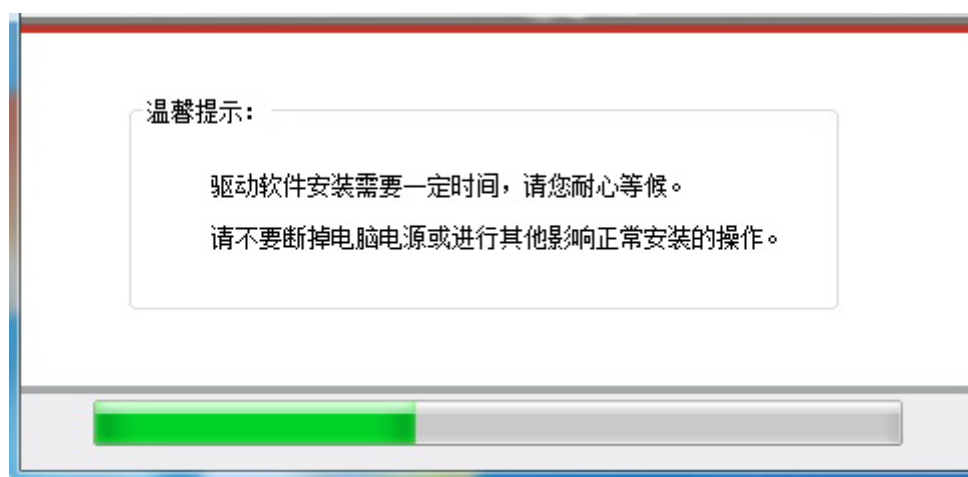 温馨提示：
驱动软件安装需要一定时间，请您耐心等候。
请不要断掉电脑电源或进行其他影响正常安装的操作。